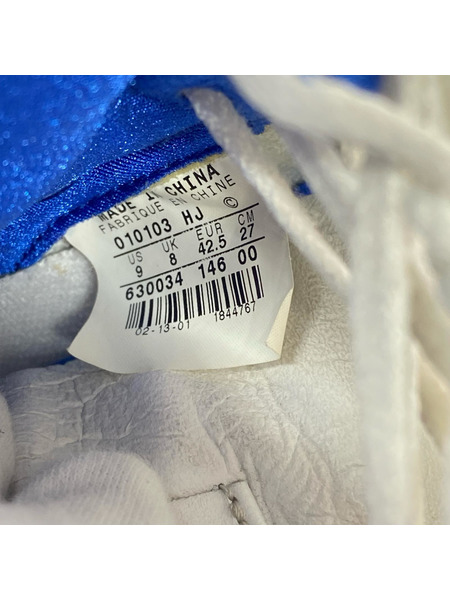 MADE IN CHINA
FABRIQUE EN CHINE
010103 HJ ©
US UK EUR CM
9 8 42.5 27
630034 146 00
02-13-01 1844767